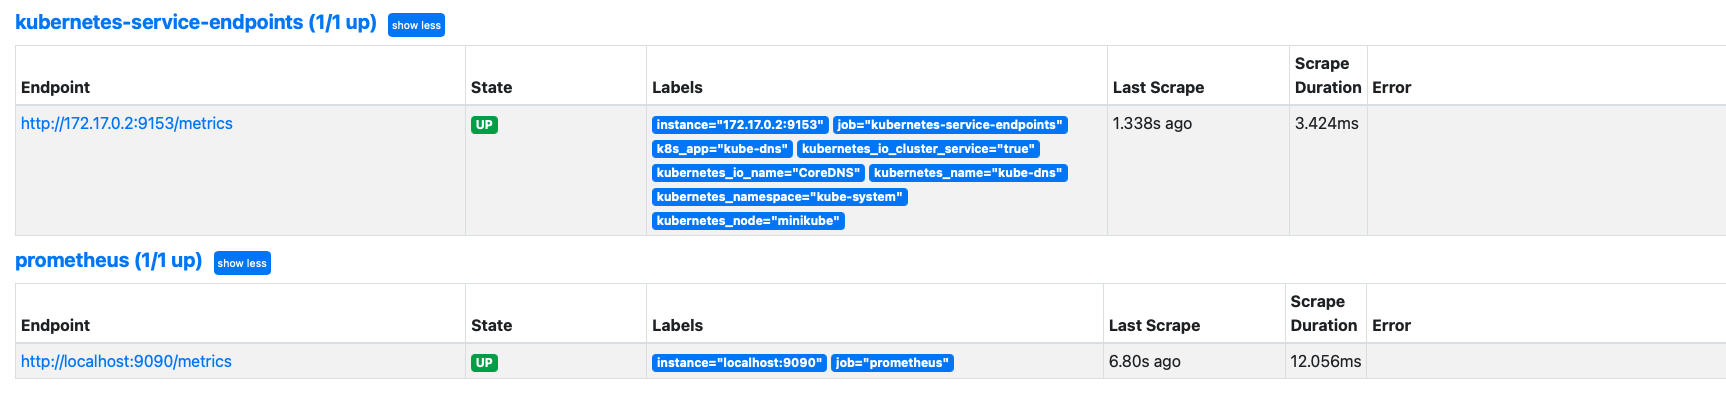 kubernetes-service-endpoints (1/1 up) show less
Endpoint State Labels Last Scrape Scrape Duration Error
http://172.17.0.2:9153/metrics UP instance="172.17.0.2:9153" job="kubernetes-service-endpoints" 1.338s ago 3.424ms
k8s_app="kube-dns" kubernetes_io_cluster_service="true"
kubernetes_io_name="CoreDNS" kubernetes_name="kube-dns"
kubernetes_namespace="kube-system"
kubernetes_node="minikube"
prometheus (1/1 up) show less
Endpoint State Labels Last Scrape Scrape Duration Error
http://localhost:9090/metrics UP instance="localhost:9090" job="prometheus" 6.80s ago 12.056ms